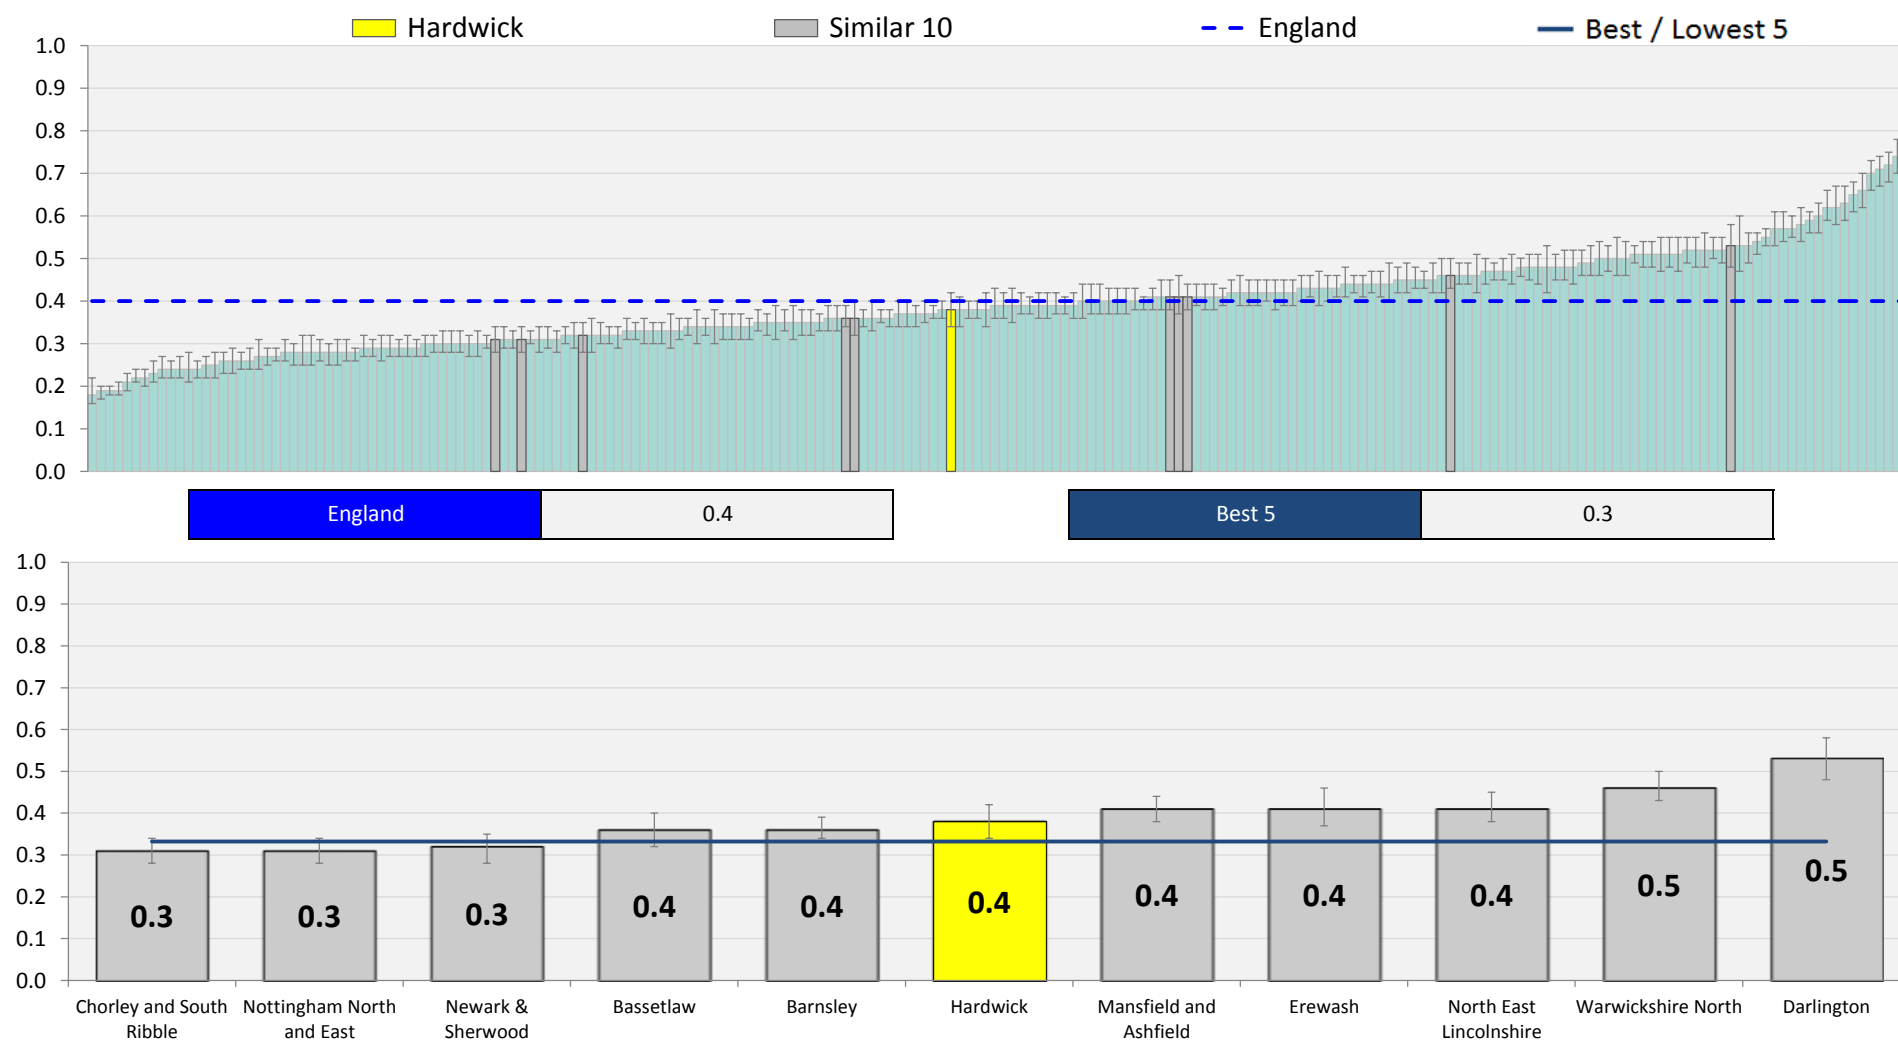 Hardwick
Similar 10
England
Best / Lowest 5
1.0
0.9
0.8
0.7
0.6
0.5
0.4
0.3
0.2
0.1
0.0
England
0.4
Best 5
0.3
1.0
0.9
0.8
0.7
0.6
0.5
0.4
0.3
0.2
0.1
0.0
0.3
0.3
0.3
0.4
0.4
0.4
0.4
0.4
0.4
0.5
0.5
Chorley and South
Ribble
Nottingham North
and East
Newark &
Sherwood
Bassetlaw
Barnsley
Hardwick
Mansfield and
Ashfield
Erewash
North East
Lincolnshire
Warwickshire North
Darlington